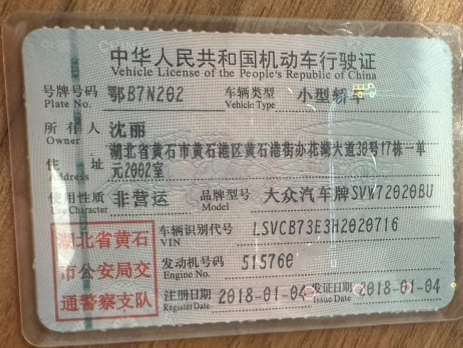 中华人民共和国机动车行驶证
Vehicle License of the People's Republic of China
号牌号码 鄂B7N202 车辆类型 小型轿车
Plate No. Vehicle Type
所有人 沈丽
Owner
住址 湖北省黄石市黄石港区黄石港街办花湖大道30号17栋一单
Address 元2002室
使用性质 非营运 品牌型号 大众汽车牌SVW72020BU
Use Character Model
湖北省黄石
市公安局交
通警察支队
车辆识别代号 LSVCB73E3H2020716
VIN
发动机号码 515760
Engine No.
注册日期 2018-01-04 发证日期 2018-01-04
Register Date Issue Date